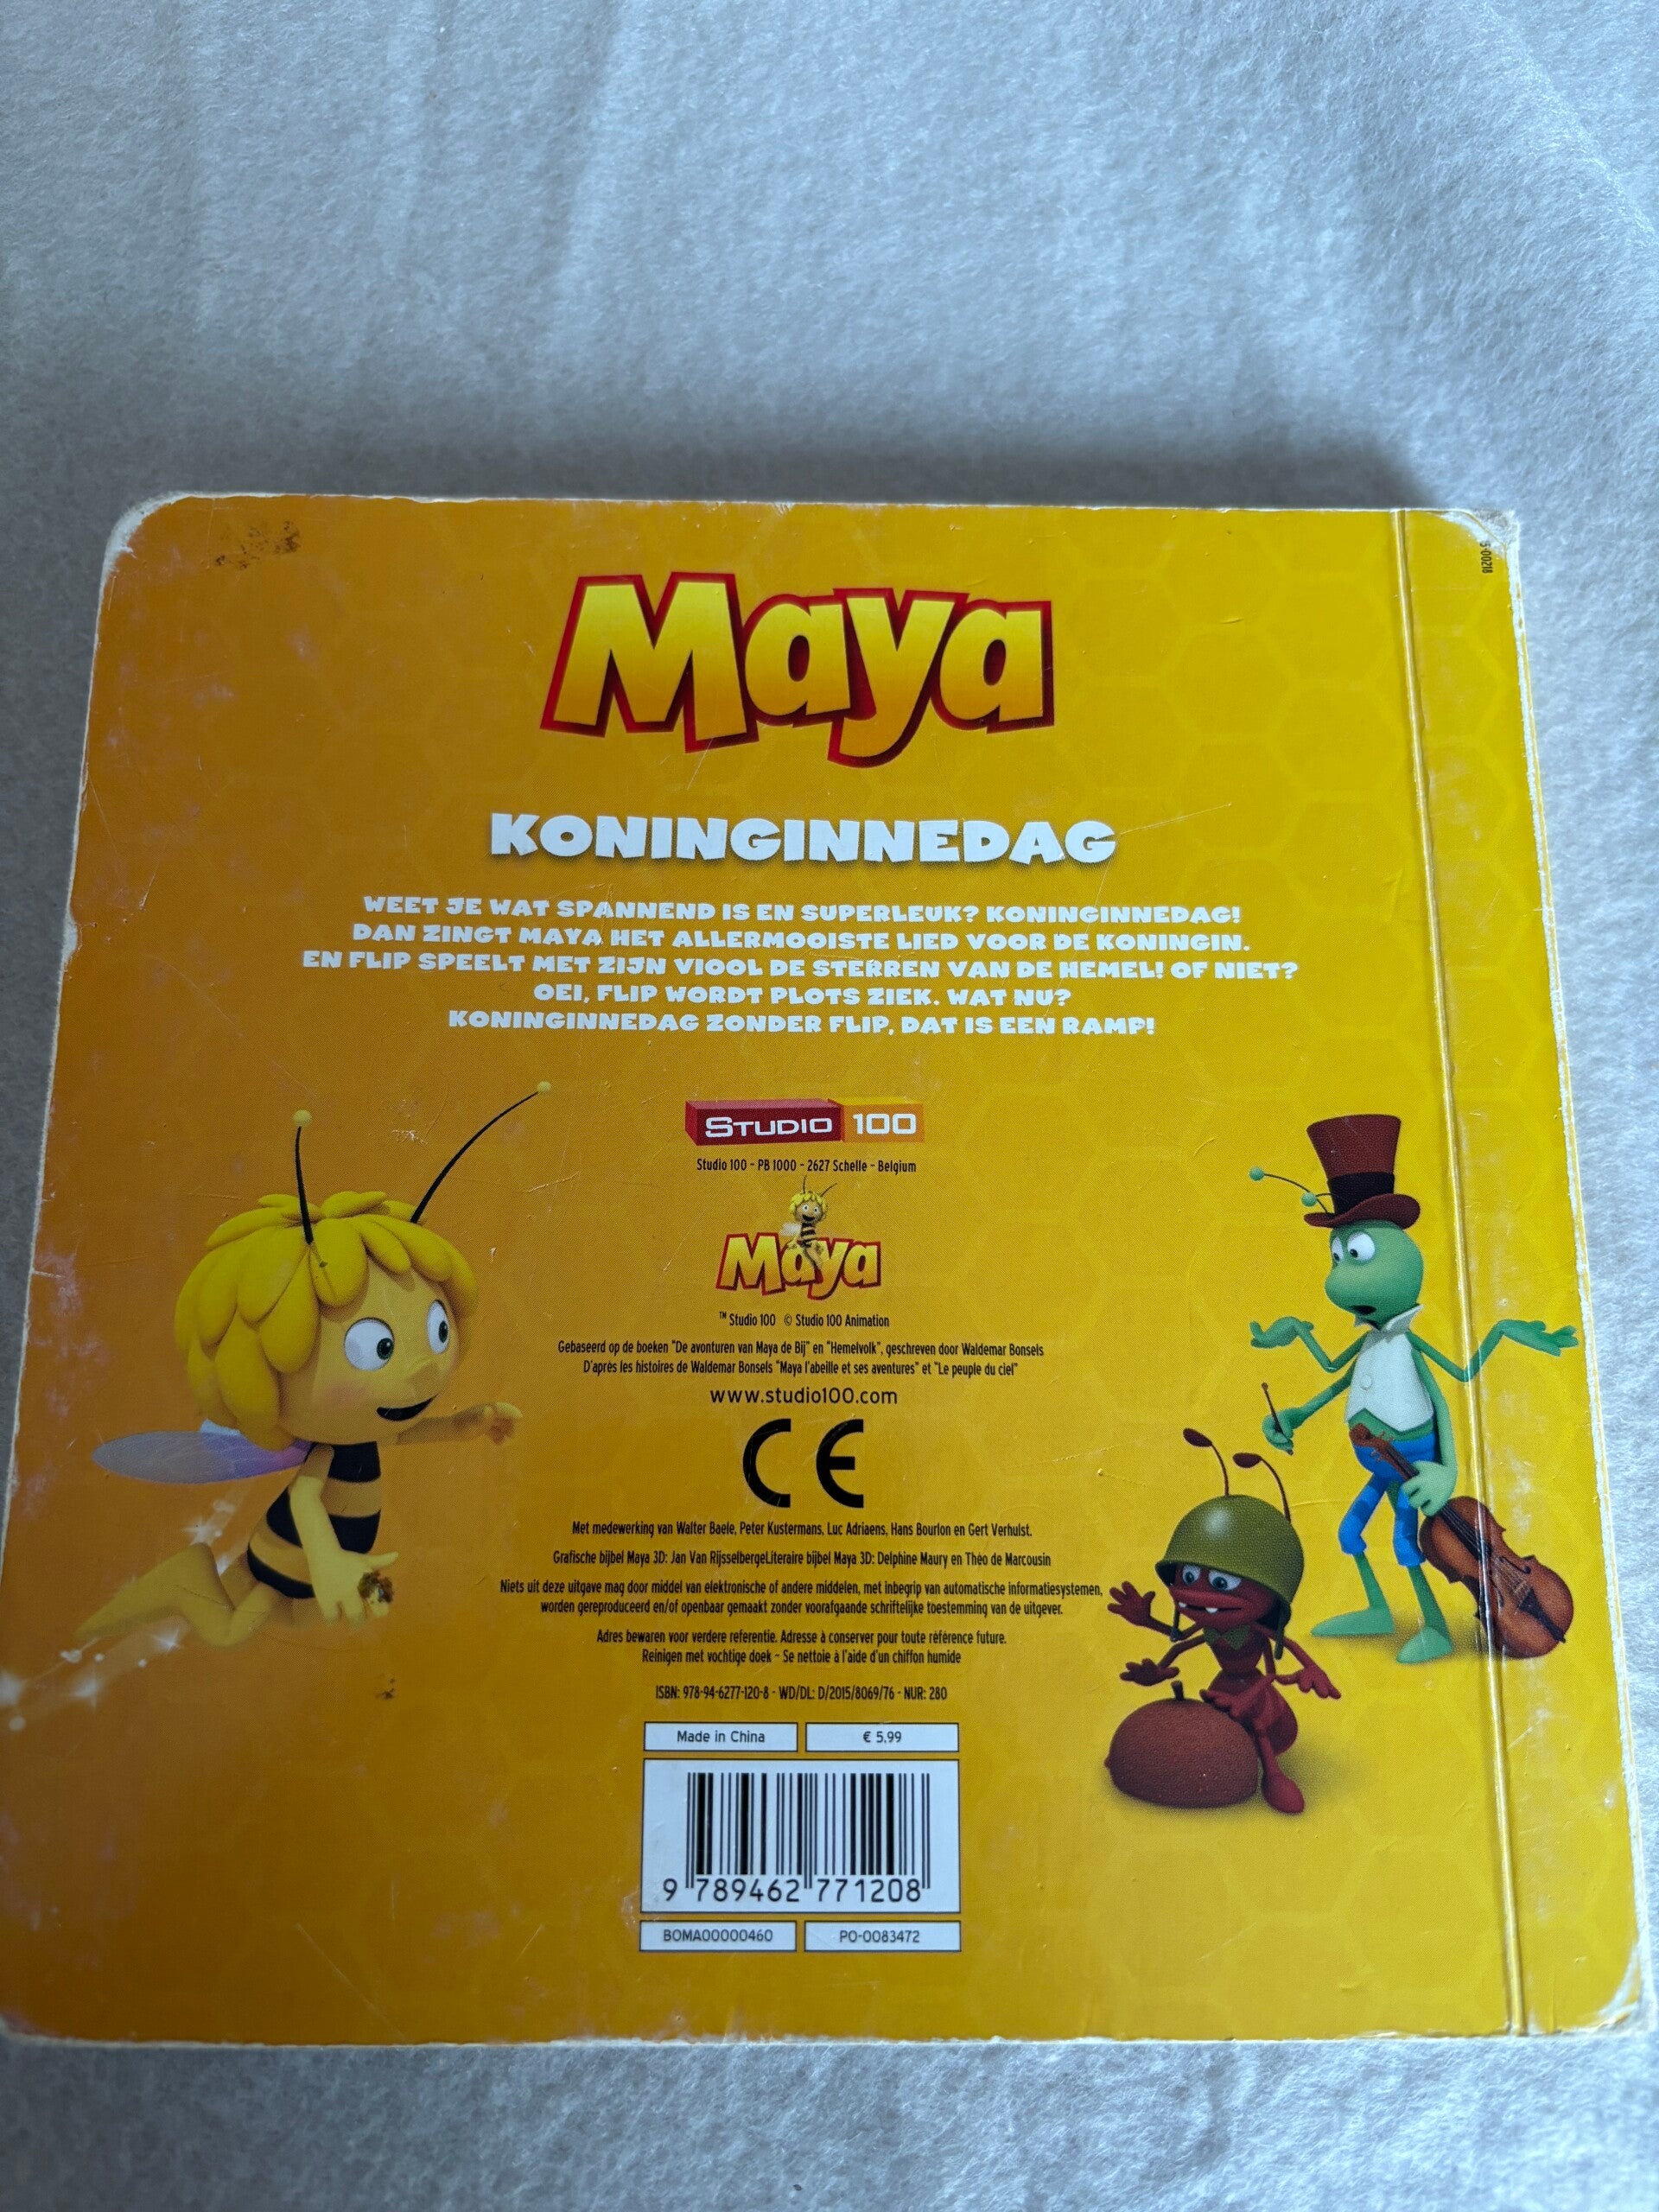 Maya
KONINGINNEDAG
WEET JE WAT SPANNEND IS EN SUPERLEUK? KONINGINNEDAG!
DAN ZINGT MAYA HET ALLERMOOISTE LIED VOOR DE KONINGIN.
EN FLIP SPEELT MET ZIJN VIOOL DE STERREN VAN DE HEMEL! OF NIET?
OEI, FLIP WORDT PLOTS ZIEK. WAT NU?
KONINGINNEDAG ZONDER FLIP, DAT IS EEN RAMP!
STUDIO 100
Studio 100 - PB 1000 - 2627 Schelle - Belgium
Maya
™ Studio 100 © Studio 100 Animation
Gebaseerd op de boeken "De avonturen van Maya de Bij" en "Hemelvolk", geschreven door Waldemar Bonsels
D'après les histoires de Waldemar Bonsels "Maya l'abeille et ses aventures" et "Le peuple du ciel"
www.studio100.com
CE
Met medewerking van Walter Baele, Peter Kustermans, Luc Adriaens, Hans Bourlon en Gert Verhulst.
Grafische bijbel Maya 3D: Jan Van RijsselbergeLiteraire bijbel Maya 3D: Delphine Maury en Théo de Marcousin
Niets uit deze uitgave mag door middel van elektronische of andere middelen, met inbegrip van automatische informatiesystemen,
worden gereproduceerd en/of openbaar gemaakt zonder voorafgaande schriftelijke toestemming van de uitgever.
Adres bewaren voor verdere referentie. Adresse à conserver pour toute référence future.
Reinigen met vochtige doek - Se nettoie à l'aide d'un chiffon humide
ISBN: 978-94-6277-120-8 - WD/DL: D/2015/8069/76 - NUR: 280
Made in China
€ 5.99
9 789462 771208
BOMA00000460
PO-0083472